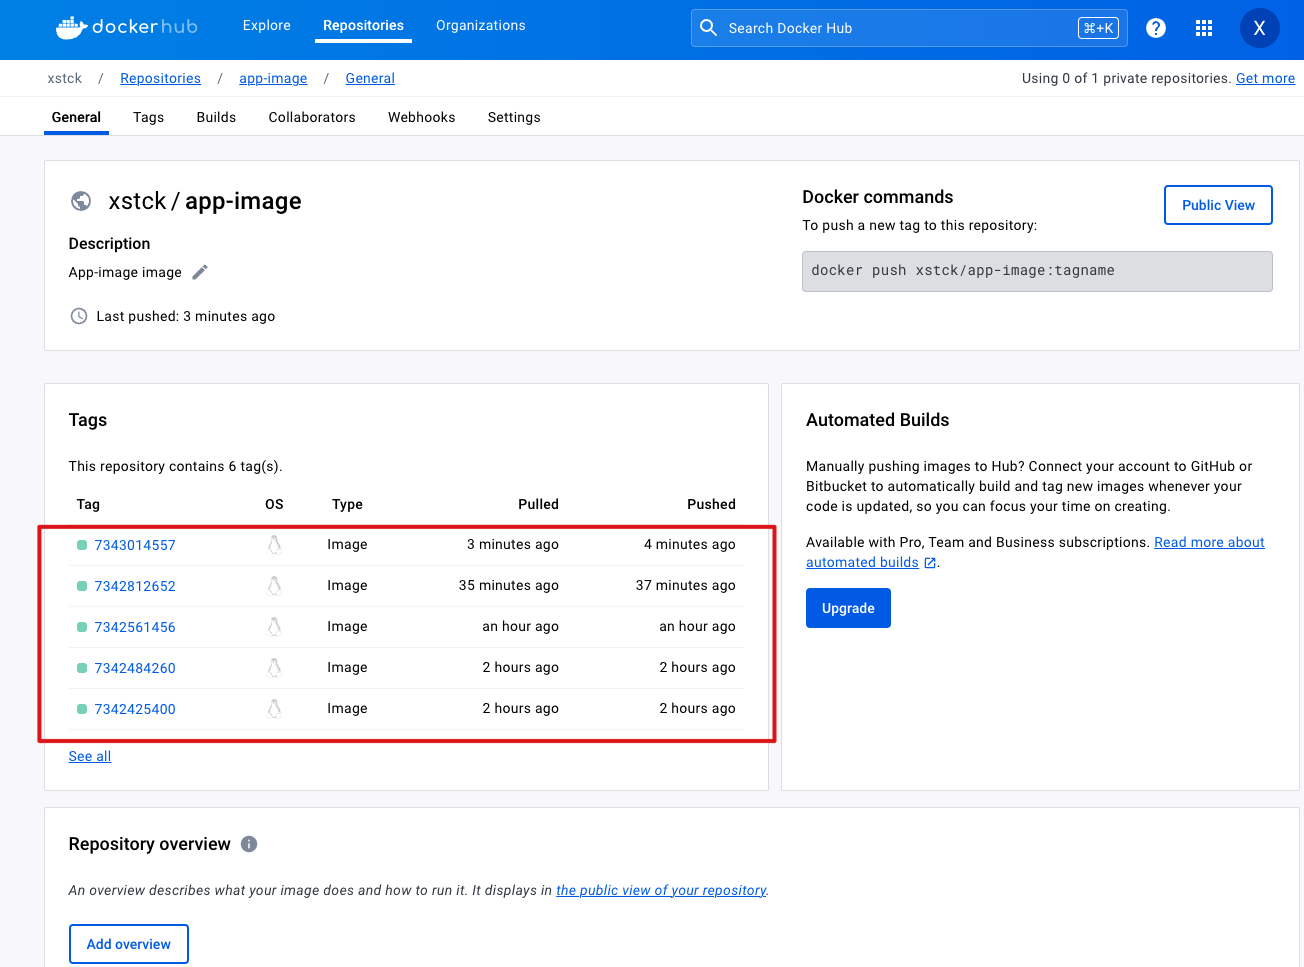 docker hub
Explore Repositories Organizations
Search Docker Hub ⌘+K ? X
xstck / Repositories / app-image / General
Using 0 of 1 private repositories. Get more
General Tags Builds Collaborators Webhooks Settings
xstck / app-image
Description
App-image image
Last pushed: 3 minutes ago
Docker commands
Public View
To push a new tag to this repository:
docker push xstck/app-image:tagname
Tags
This repository contains 6 tag(s).
Tag OS Type Pulled Pushed
7343014557 Image 3 minutes ago 4 minutes ago
7342812652 Image 35 minutes ago 37 minutes ago
7342561456 Image an hour ago an hour ago
7342484260 Image 2 hours ago 2 hours ago
7342425400 Image 2 hours ago 2 hours ago
See all
Automated Builds
Manually pushing images to Hub? Connect your account to GitHub or
Bitbucket to automatically build and tag new images whenever your
code is updated, so you can focus your time on creating.
Available with Pro, Team and Business subscriptions. Read more about
automated builds.
Upgrade
Repository overview
An overview describes what your image does and how to run it. It displays in the public view of your repository.
Add overview